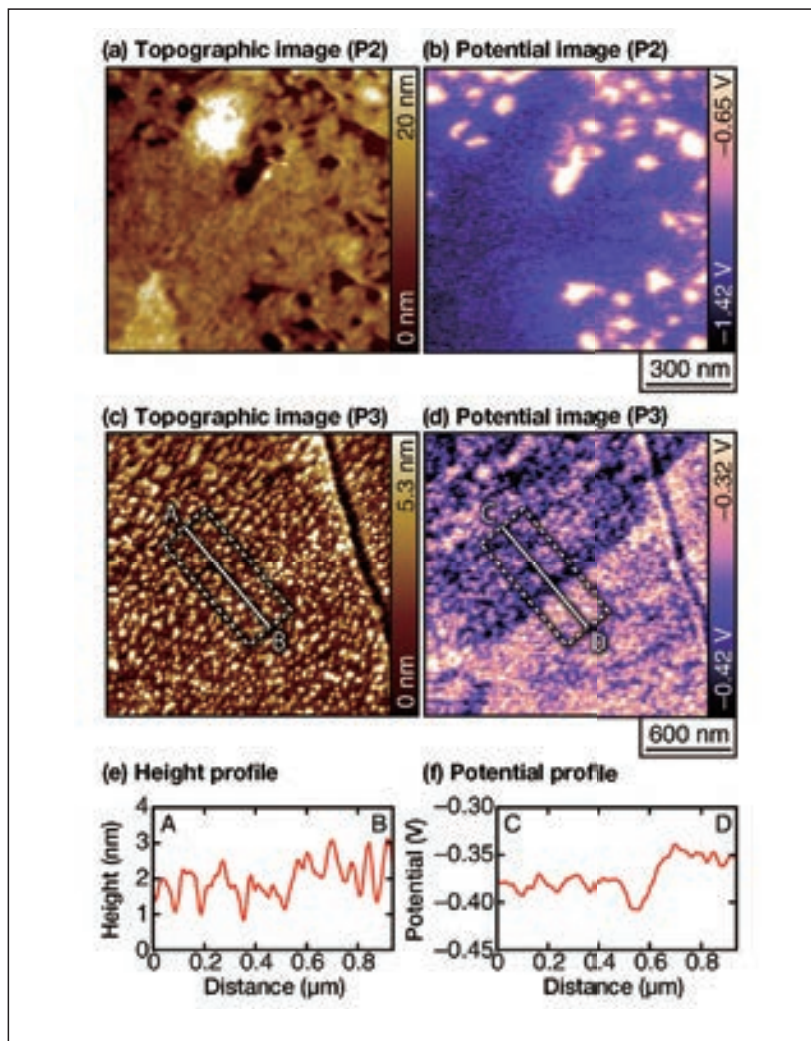 (a) Topographic image (P2)
(b) Potential image (P2)
20 nm
0 nm
−0.65 V
−1.42 V
300 nm
(c) Topographic image (P3)
(d) Potential image (P3)
A
B
5.3 nm
0 nm
C
D
−0.32 V
−0.42 V
600 nm
(e) Height profile
(f) Potential profile
Height (nm)
4
3
2
1
0
A
B
0 0.2 0.4 0.6 0.8
Distance (µm)
Potential (V)
−0.30
−0.35
−0.40
−0.45
C
D
0 0.2 0.4 0.6 0.8
Distance (µm)